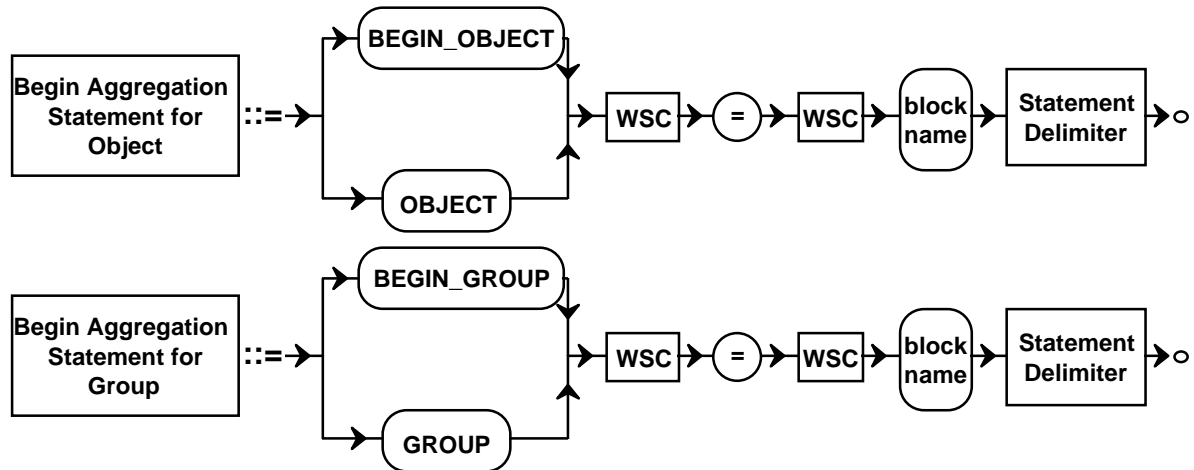 BEGIN_OBJECT
Begin Aggregation
Statement for
Object
::=
WSC
=
WSC
block
name
Statement
Delimiter
OBJECT
BEGIN_GROUP
Begin Aggregation
Statement for
Group
::=
WSC
=
WSC
block
name
Statement
Delimiter
GROUP